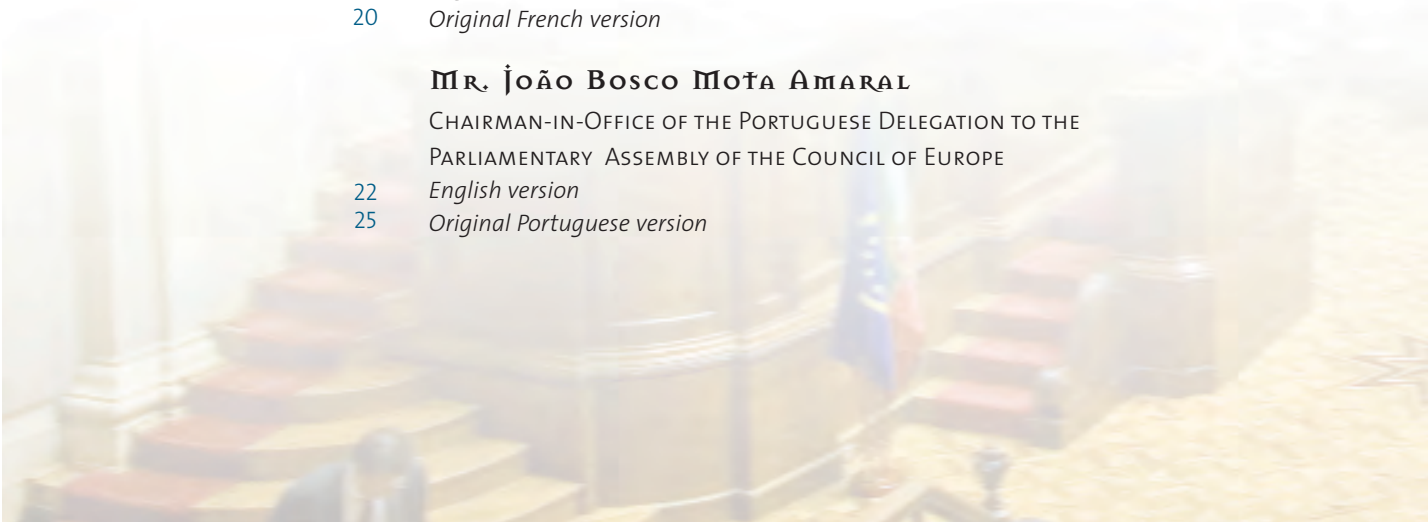 20 Original French version
Mr. João Bosco Mota Amaral
Chairman-in-Office of the Portuguese Delegation to the
Parliamentary Assembly of the Council of Europe
22 English version
25 Original Portuguese version